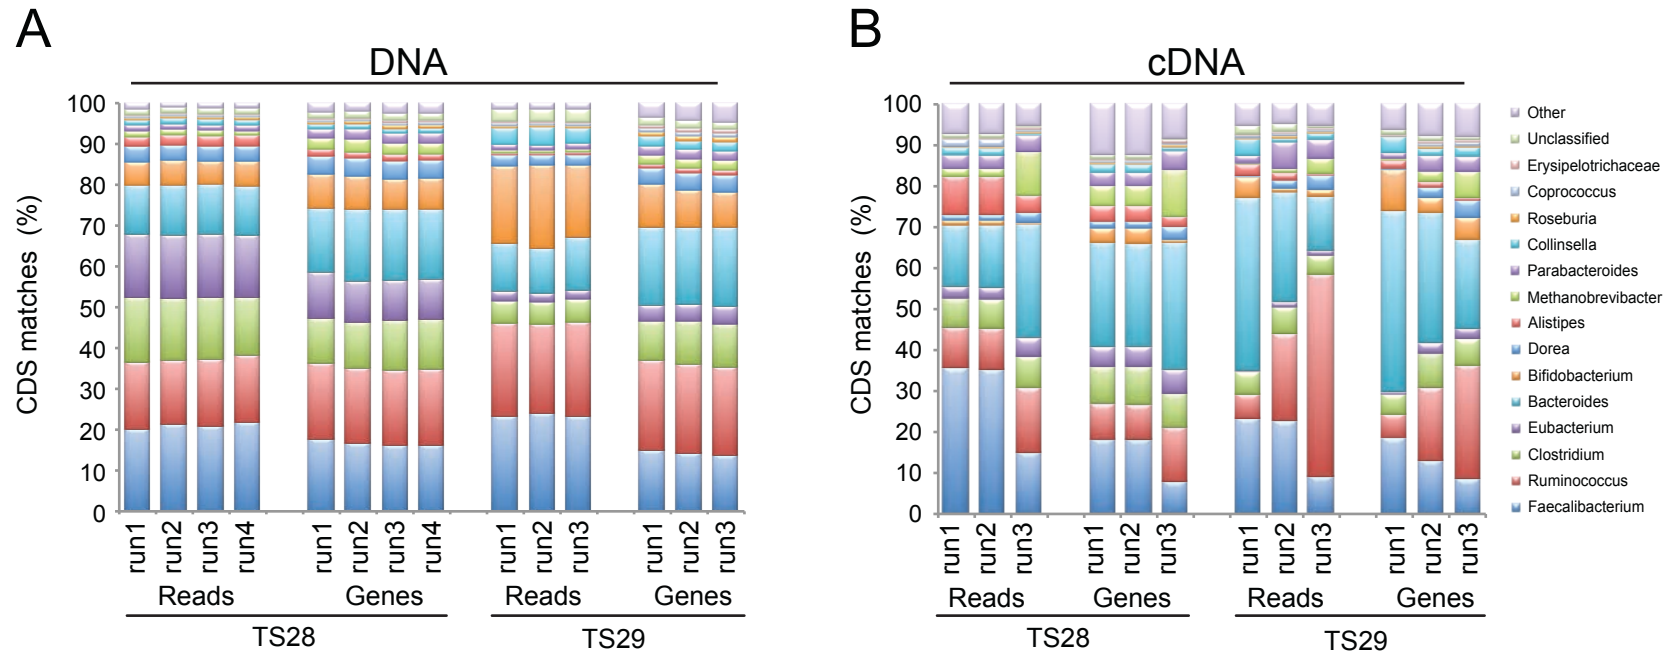 A
DNA
CDS matches (%)
100
90
80
70
60
50
40
30
20
10
0
run1 run2 run3 run4 run1 run2 run3 run4 run1 run2 run3 run1 run2 run3
Reads Genes Reads Genes
TS28 TS29
B
cDNA
CDS matches (%)
100
90
80
70
60
50
40
30
20
10
0
run1 run2 run3 run1 run2 run3 run1 run2 run3 run1 run2 run3
Reads Genes Reads Genes
TS28 TS29
Other
Unclassified
Erysipelotrichaceae
Coprococcus
Roseburia
Collinsella
Parabacteroides
Methanobrevibacter
Alistipes
Dorea
Bifidobacterium
Bacteroides
Eubacterium
Clostridium
Ruminococcus
Faecalibacterium